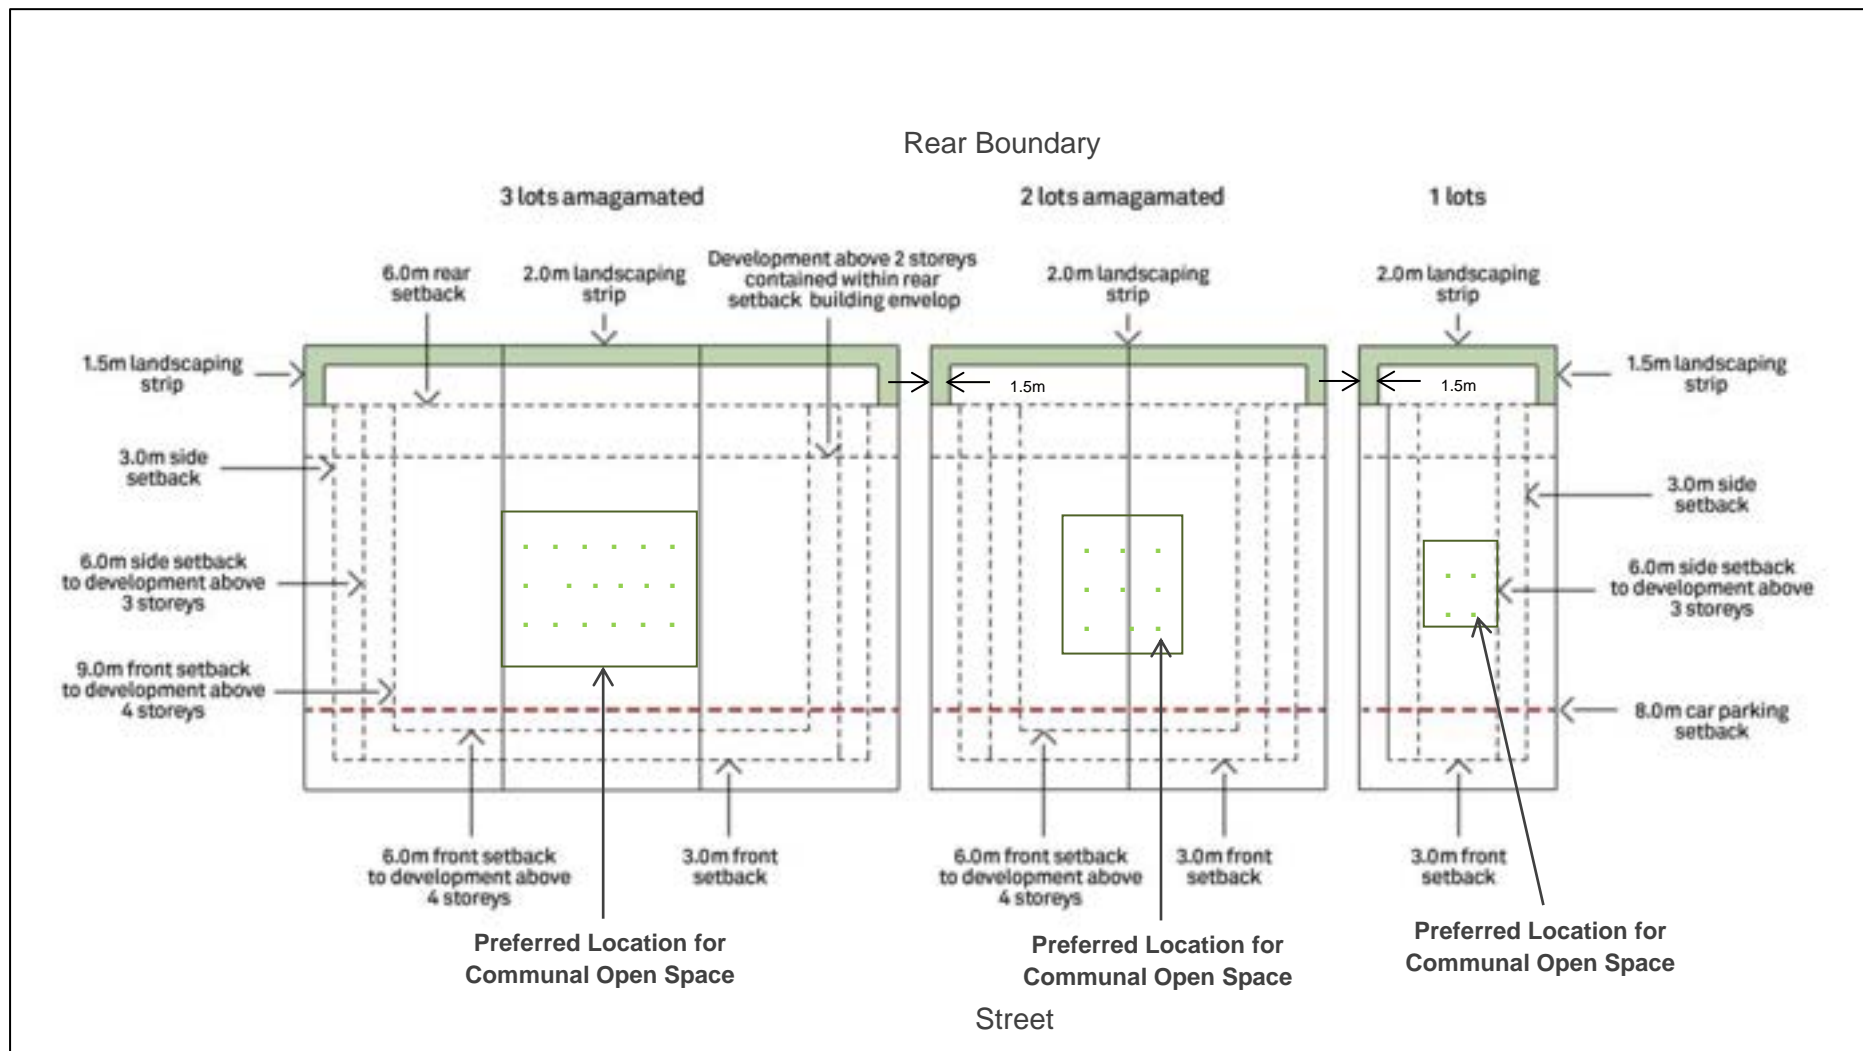 Rear Boundary
3 lots amagamated
2 lots amagamated
1 lots
6.0m rear
setback
2.0m landscaping
strip
Development above 2 storeys
contained within rear
setback building envelop
2.0m landscaping
strip
2.0m landscaping
strip
1.5m landscaping
strip
1.5m
1.5m
1.5m landscaping
strip
3.0m side
setback
3.0m side
setback
6.0m side setback
to development above
3 storeys
6.0m side setback
to development above
3 storeys
9.0m front setback
to development above
4 storeys
8.0m car parking
setback
6.0m front setback
to development above
4 storeys
3.0m front
setback
6.0m front setback
to development above
4 storeys
3.0m front
setback
3.0m front
setback
Preferred Location for
Communal Open Space
Preferred Location for
Communal Open Space
Preferred Location for
Communal Open Space
Street